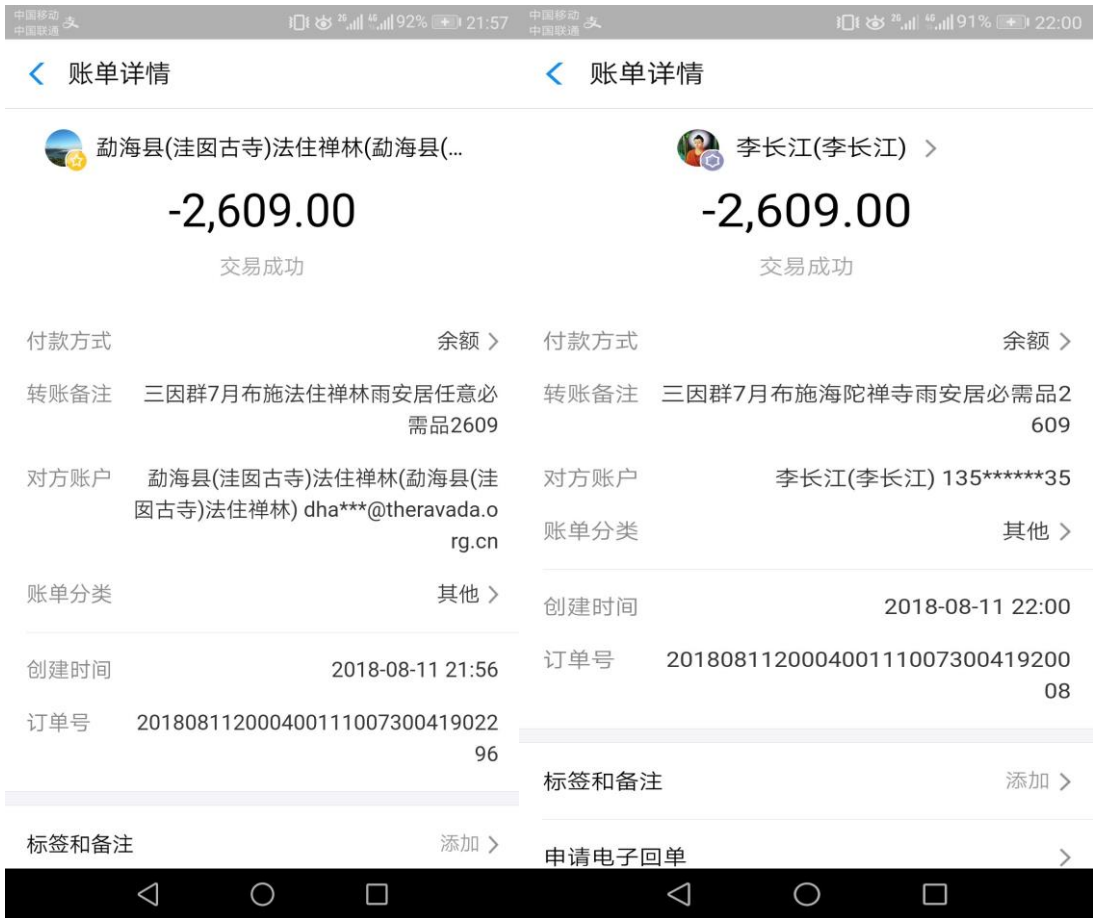 中国移动
中国联通
26 46 92% 21:57
账单详情
勐海县(洼囡古寺)法住禅林(勐海县(...
-2,609.00
交易成功
付款方式 余额
转账备注 三因群7月布施法住禅林雨安居任意必
需品2609
对方账户 勐海县(洼囡古寺)法住禅林(勐海县(洼
囡古寺)法住禅林) dha***@theravada.o
rg.cn
账单分类 其他
创建时间 2018-08-11 21:56
订单号 201808112000400111007300419022
96
标签和备注 添加
中国移动
中国联通
26 46 91% 22:00
账单详情
李长江(李长江)
-2,609.00
交易成功
付款方式 余额
转账备注 三因群7月布施海陀禅寺雨安居必需品2
609
对方账户 李长江(李长江) 135******35
账单分类 其他
创建时间 2018-08-11 22:00
订单号 201808112000400111007300419200
08
标签和备注 添加
申请电子回单